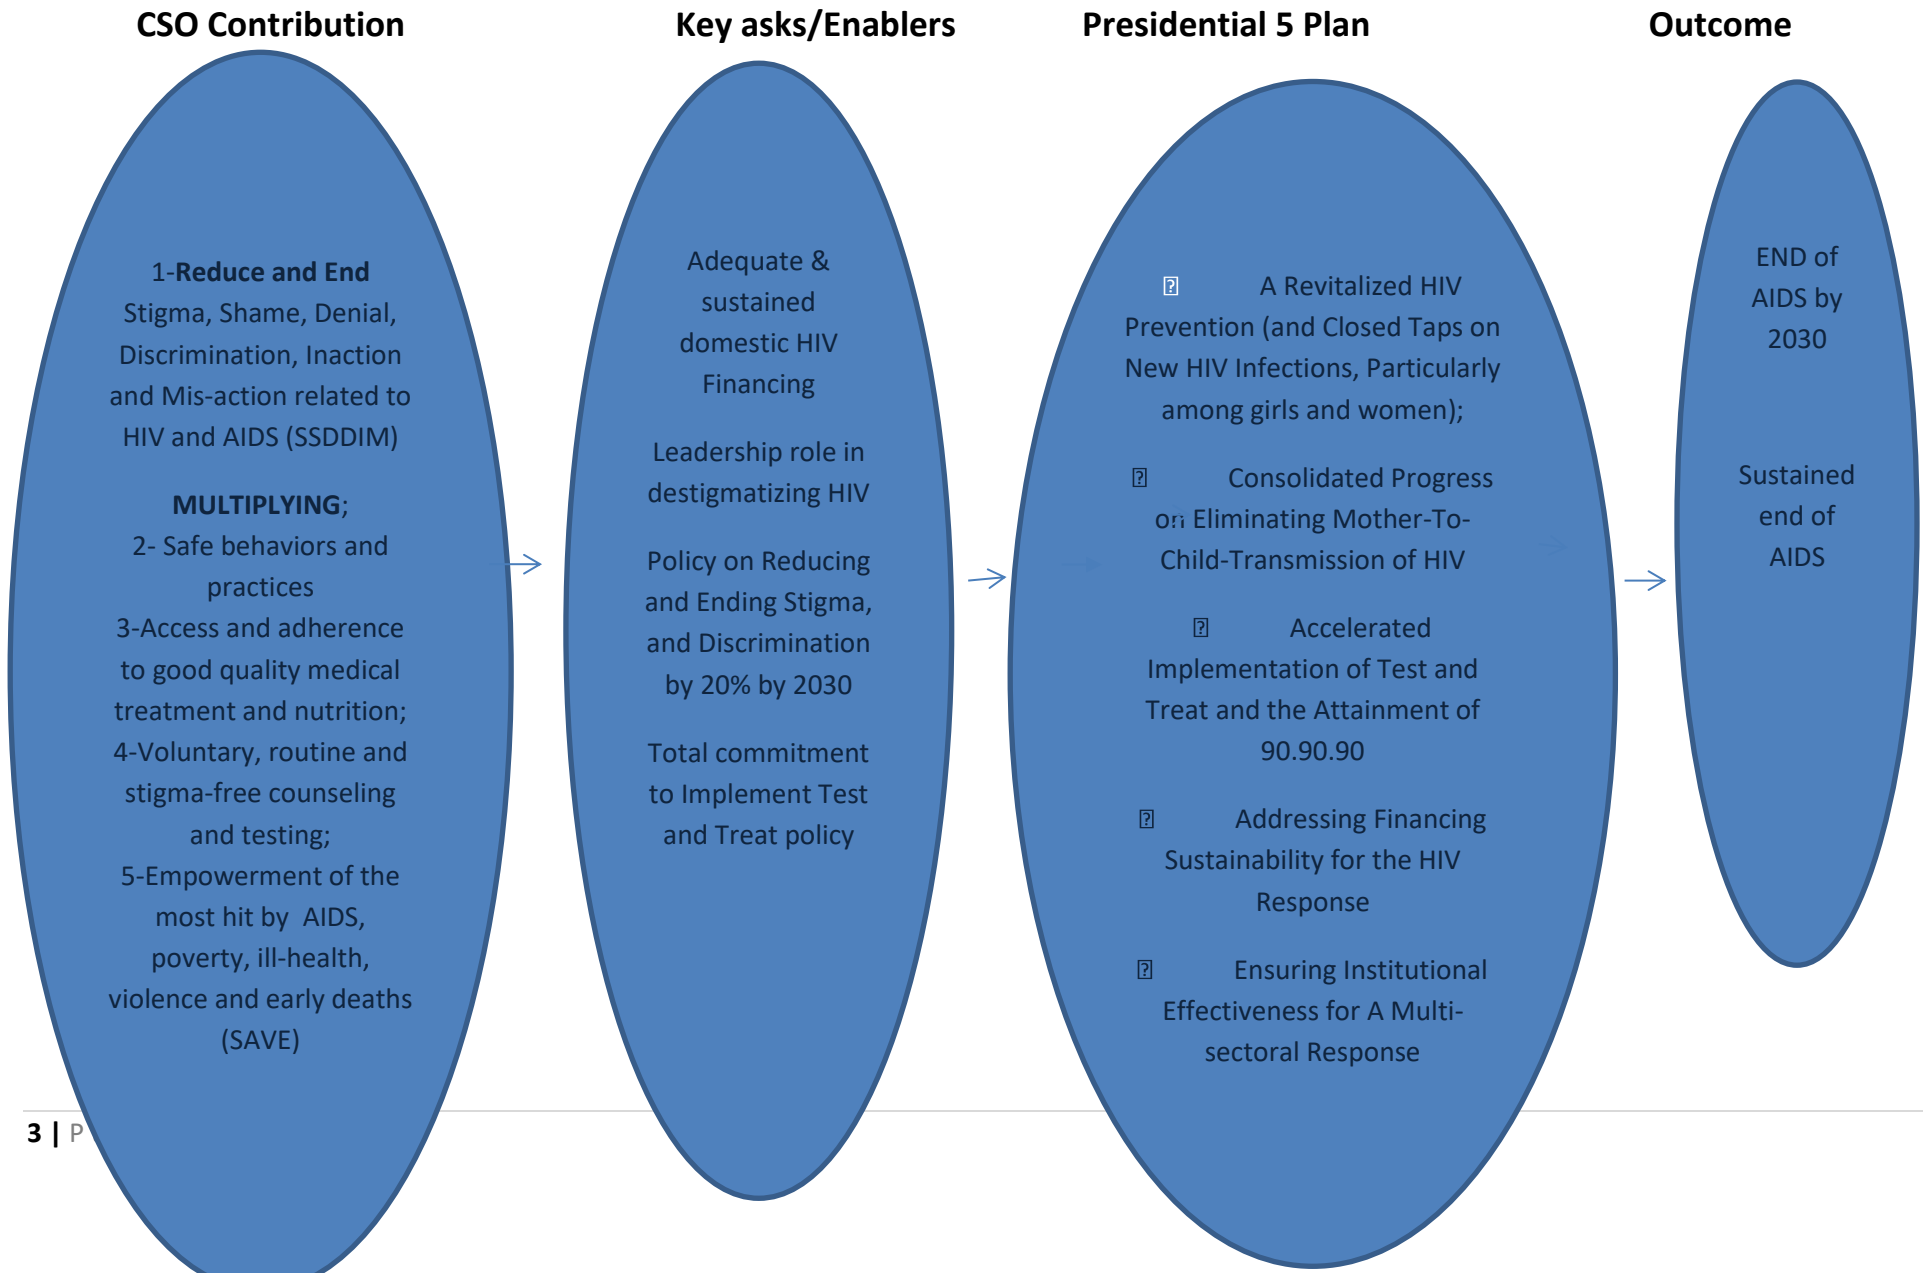 CSO Contribution
Key asks/Enablers
Presidential 5 Plan
Outcome
1-Reduce and End
Stigma, Shame, Denial,
Discrimination, Inaction
and Mis-action related to
HIV and AIDS (SSDDIM)
MULTIPLYING;
2- Safe behaviors and
practices
3-Access and adherence
to good quality medical
treatment and nutrition;
4-Voluntary, routine and
stigma-free counseling
and testing;
5-Empowerment of the
most hit by AIDS,
poverty, ill-health,
violence and early deaths
(SAVE)
Adequate &
sustained
domestic HIV
Financing
Leadership role in
destigmatizing HIV
Policy on Reducing
and Ending Stigma,
and Discrimination
by 20% by 2030
Total commitment
to Implement Test
and Treat policy
A Revitalized HIV
Prevention (and Closed Taps on
New HIV Infections, Particularly
among girls and women);
Consolidated Progress
on Eliminating Mother-To-
Child-Transmission of HIV
Accelerated
Implementation of Test and
Treat and the Attainment of
90.90.90
Addressing Financing
Sustainability for the HIV
Response
Ensuring Institutional
Effectiveness for A Multi-
sectoral Response
END of
AIDS by
2030
Sustained
end of
AIDS
3 | P